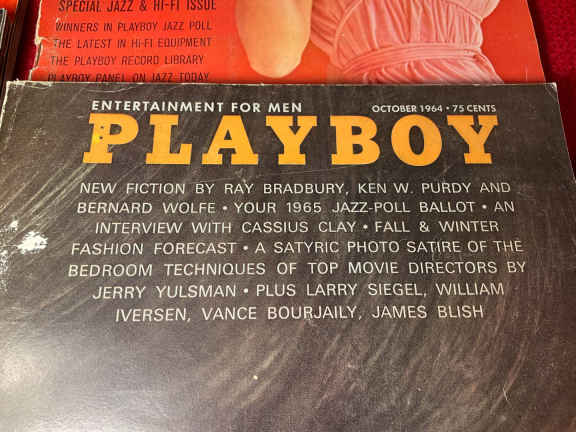 SPECIAL JAZZ & HI-FI ISSUE
WINNERS IN PLAYBOY JAZZ POLL
THE LATEST IN HI-FI EQUIPMENT
THE PLAYBOY RECORD LIBRARY
PLAYBOY PANEL ON JAZZ TODAY
ENTERTAINMENT FOR MEN OCTOBER 1964 • 75 CENTS
PLAYBOY
NEW FICTION BY RAY BRADBURY, KEN W. PURDY AND
BERNARD WOLFE • YOUR 1965 JAZZ-POLL BALLOT • AN
INTERVIEW WITH CASSIUS CLAY • FALL & WINTER
FASHION FORECAST • A SATYRIC PHOTO SATIRE OF THE
BEDROOM TECHNIQUES OF TOP MOVIE DIRECTORS BY
JERRY YULSMAN • PLUS LARRY SIEGEL, WILLIAM
IVERSEN, VANCE BOURJAILY, JAMES BLISH